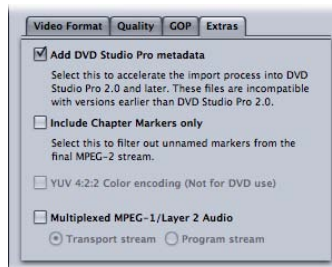 Video Format Quality GOP Extras
Add DVD Studio Pro metadata
Select this to accelerate the import process into DVD
Studio Pro 2.0 and later. These files are incompatible
with versions earlier than DVD Studio Pro 2.0.
Include Chapter Markers only
Select this to filter out unnamed markers from the
final MPEG-2 stream.
YUV 4:2:2 Color encoding (Not for DVD use)
Multiplexed MPEG-1/Layer 2 Audio
Transport stream Program stream